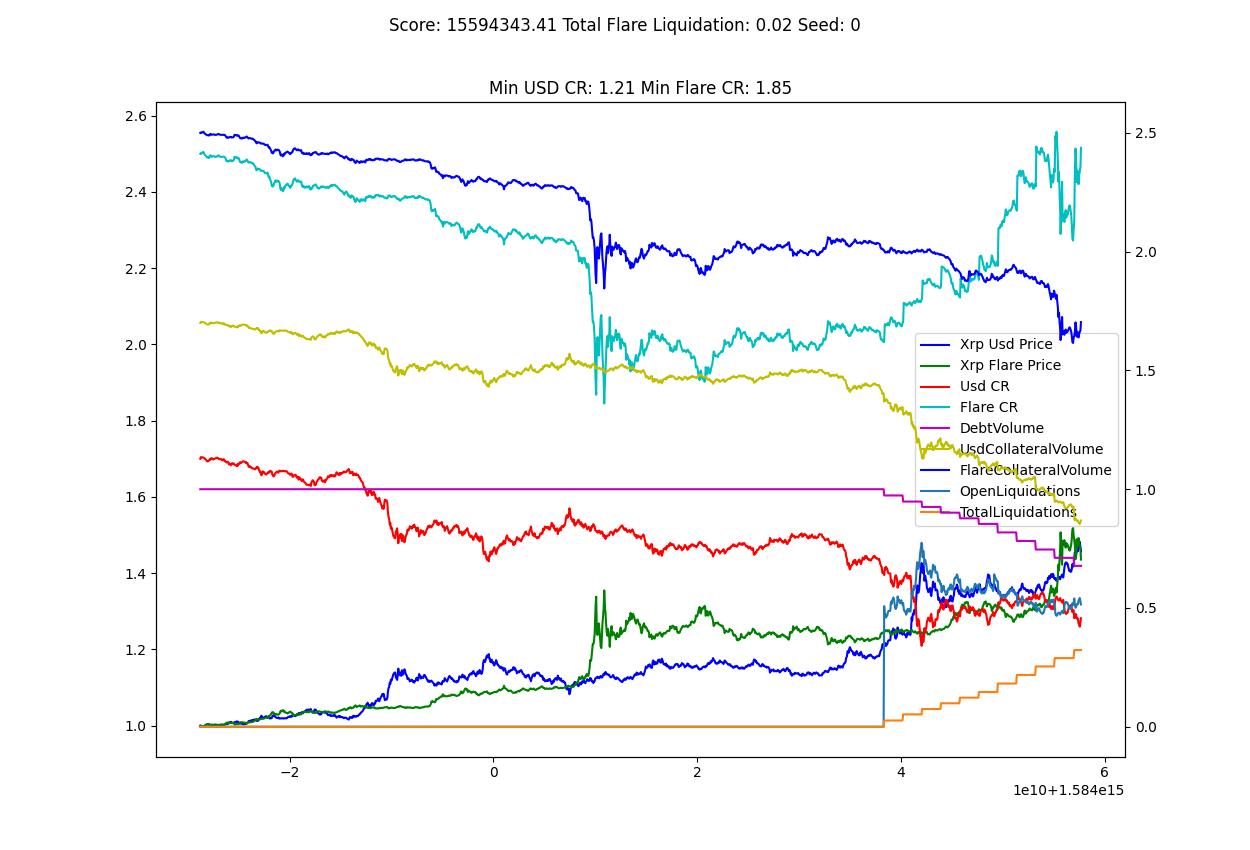 Score: 15594343.41 Total Flare Liquidation: 0.02 Seed: 0
Min USD CR: 1.21 Min Flare CR: 1.85
2.6
2.4
2.2
2.0
1.8
1.6
1.4
1.2
1.0
2.5
2.0
1.5
1.0
0.5
0.0
Xrp Usd Price
Xrp Flare Price
Usd CR
Flare CR
DebtVolume
UsdCollateralVolume
FlareCollateralVolume
OpenLiquidations
TotalLiquidations
−2 0 2 4 6
1e10+1.584e15